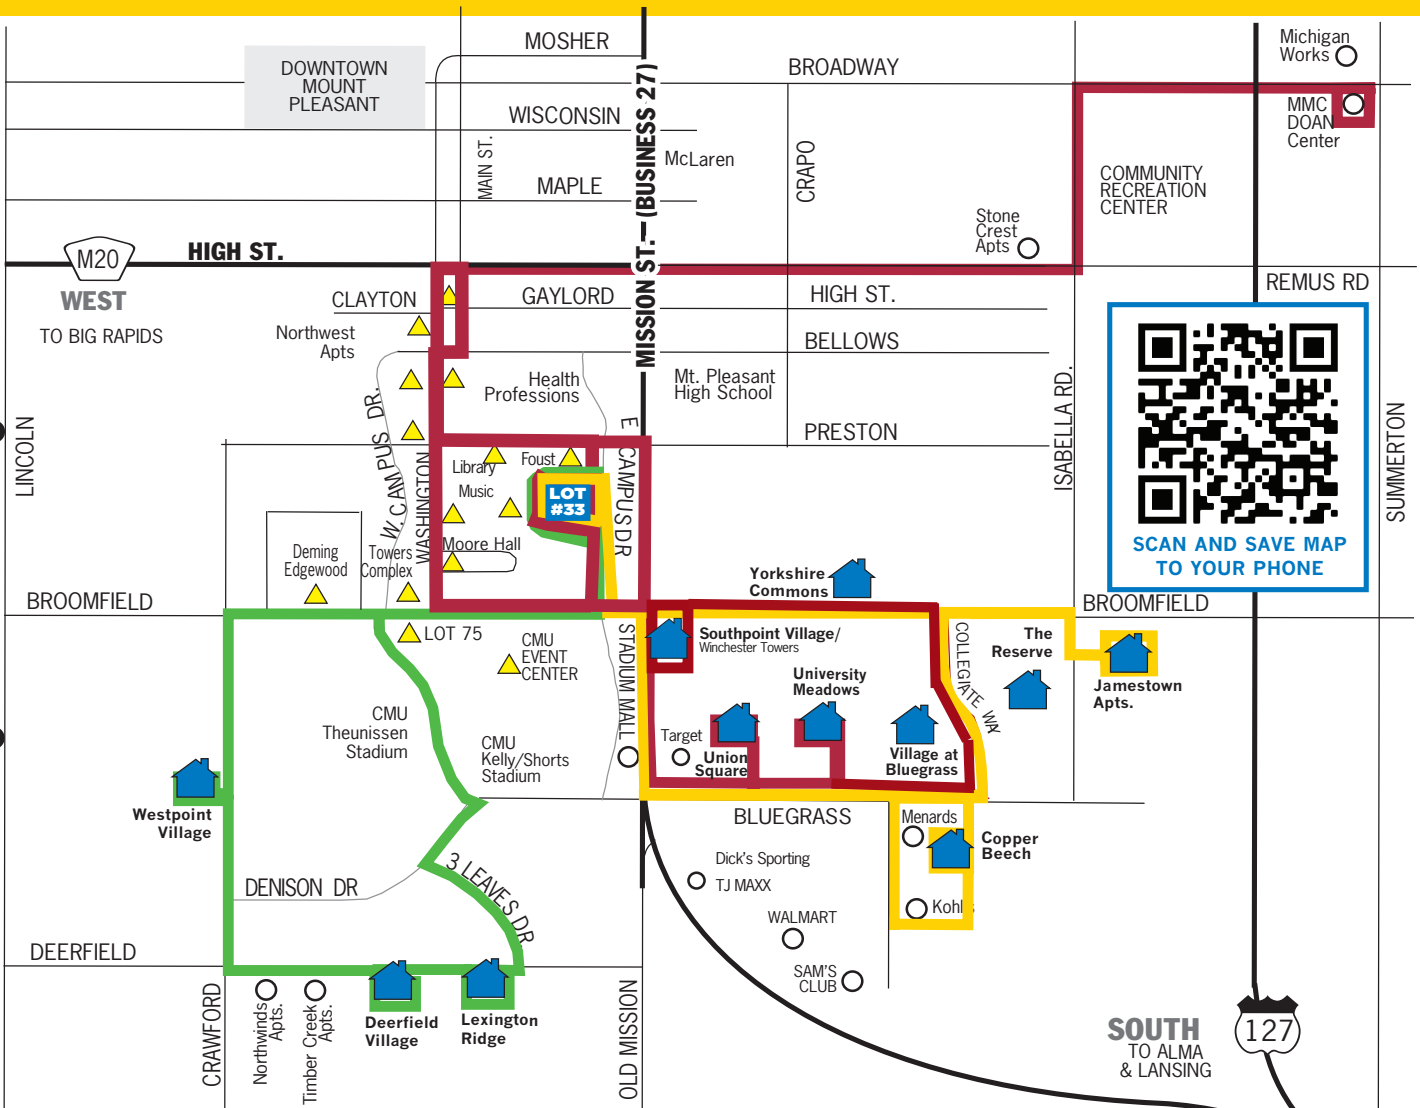 MOSHER
BROADWAY
Michigan
Works
DOWNTOWN
MOUNT
PLEASANT
WISCONSIN
MMC
DOAN
Center
MAIN ST.
MISSION ST.—(BUSINESS 27)
McLaren
CRAPO
MAPLE
COMMUNITY
RECREATION
CENTER
Stone
Crest
Apts
M20
HIGH ST.
WEST
TO BIG RAPIDS
CLAYTON
GAYLORD
HIGH ST.
REMUS RD
Northwest
Apts
BELLOWS
Health
Professions
Mt. Pleasant
High School
W. CAMPUS DR.
E CAMPUS DR
ISABELLA RD.
SUMMERTON
LINCOLN
PRESTON
WASHINGTON
Library
Foust
Music
LOT
#33
Moore Hall
Deming
Edgewood
Towers
Complex
SCAN AND SAVE MAP
TO YOUR PHONE
Yorkshire
Commons
BROOMFIELD
BROOMFIELD
LOT 75
CMU
EVENT
CENTER
STADIUM MALL
Southpoint Village/
Winchester Towers
COLLEGIATE WAY
The
Reserve
University
Meadows
Jamestown
Apts.
CMU
Theunissen
Stadium
CMU
Kelly/Shorts
Stadium
Target
Union
Square
Village at
Bluegrass
Westpoint
Village
BLUEGRASS
Menards
Copper
Beech
3 LEAVES DR
Dick's Sporting
TJ MAXX
DENISON DR
Kohls
WALMART
DEERFIELD
SAM'S
CLUB
CRAWFORD
Northwinds
Apts.
Timber Creek
Apts.
Deerfield
Village
Lexington
Ridge
OLD MISSION
SOUTH
TO ALMA
& LANSING
127